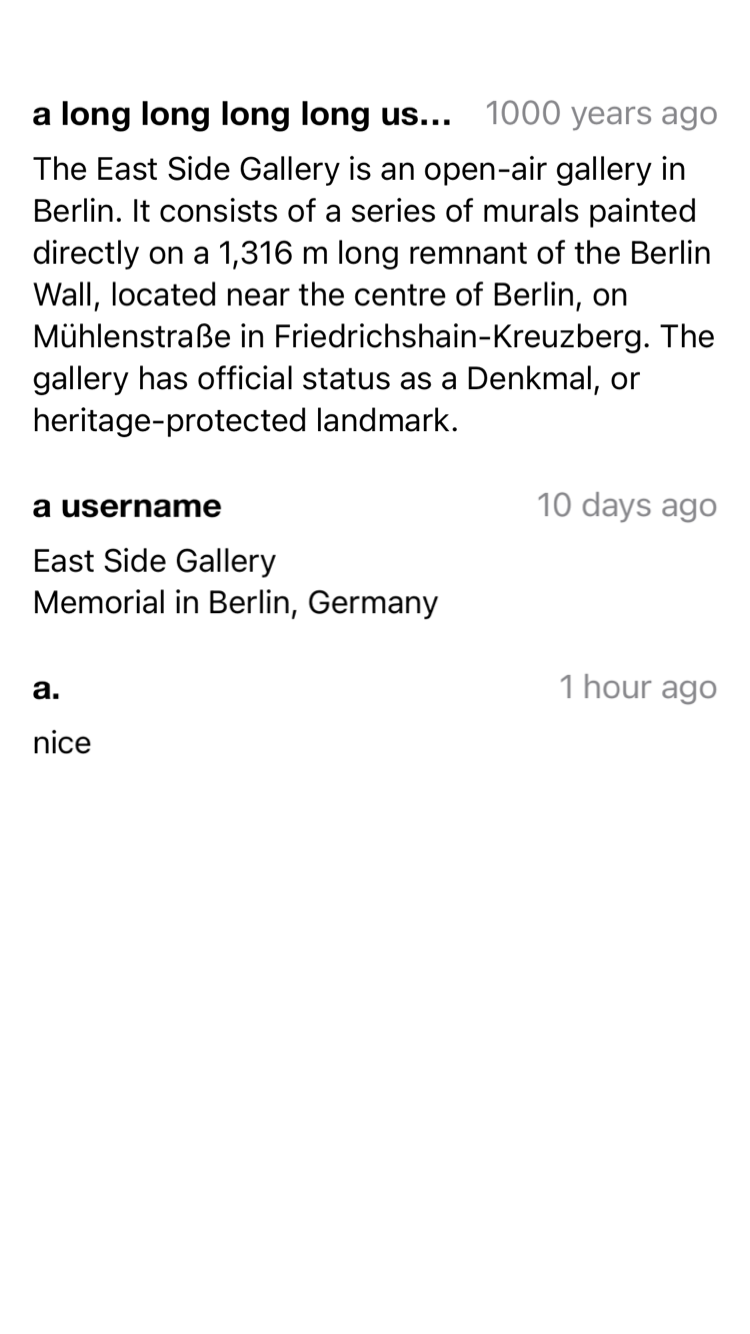 a long long long long us... 1000 years ago
The East Side Gallery is an open-air gallery in
Berlin. It consists of a series of murals painted
directly on a 1,316 m long remnant of the Berlin
Wall, located near the centre of Berlin, on
Mühlenstraße in Friedrichshain-Kreuzberg. The
gallery has official status as a Denkmal, or
heritage-protected landmark.
a username 10 days ago
East Side Gallery
Memorial in Berlin, Germany
a. 1 hour ago
nice